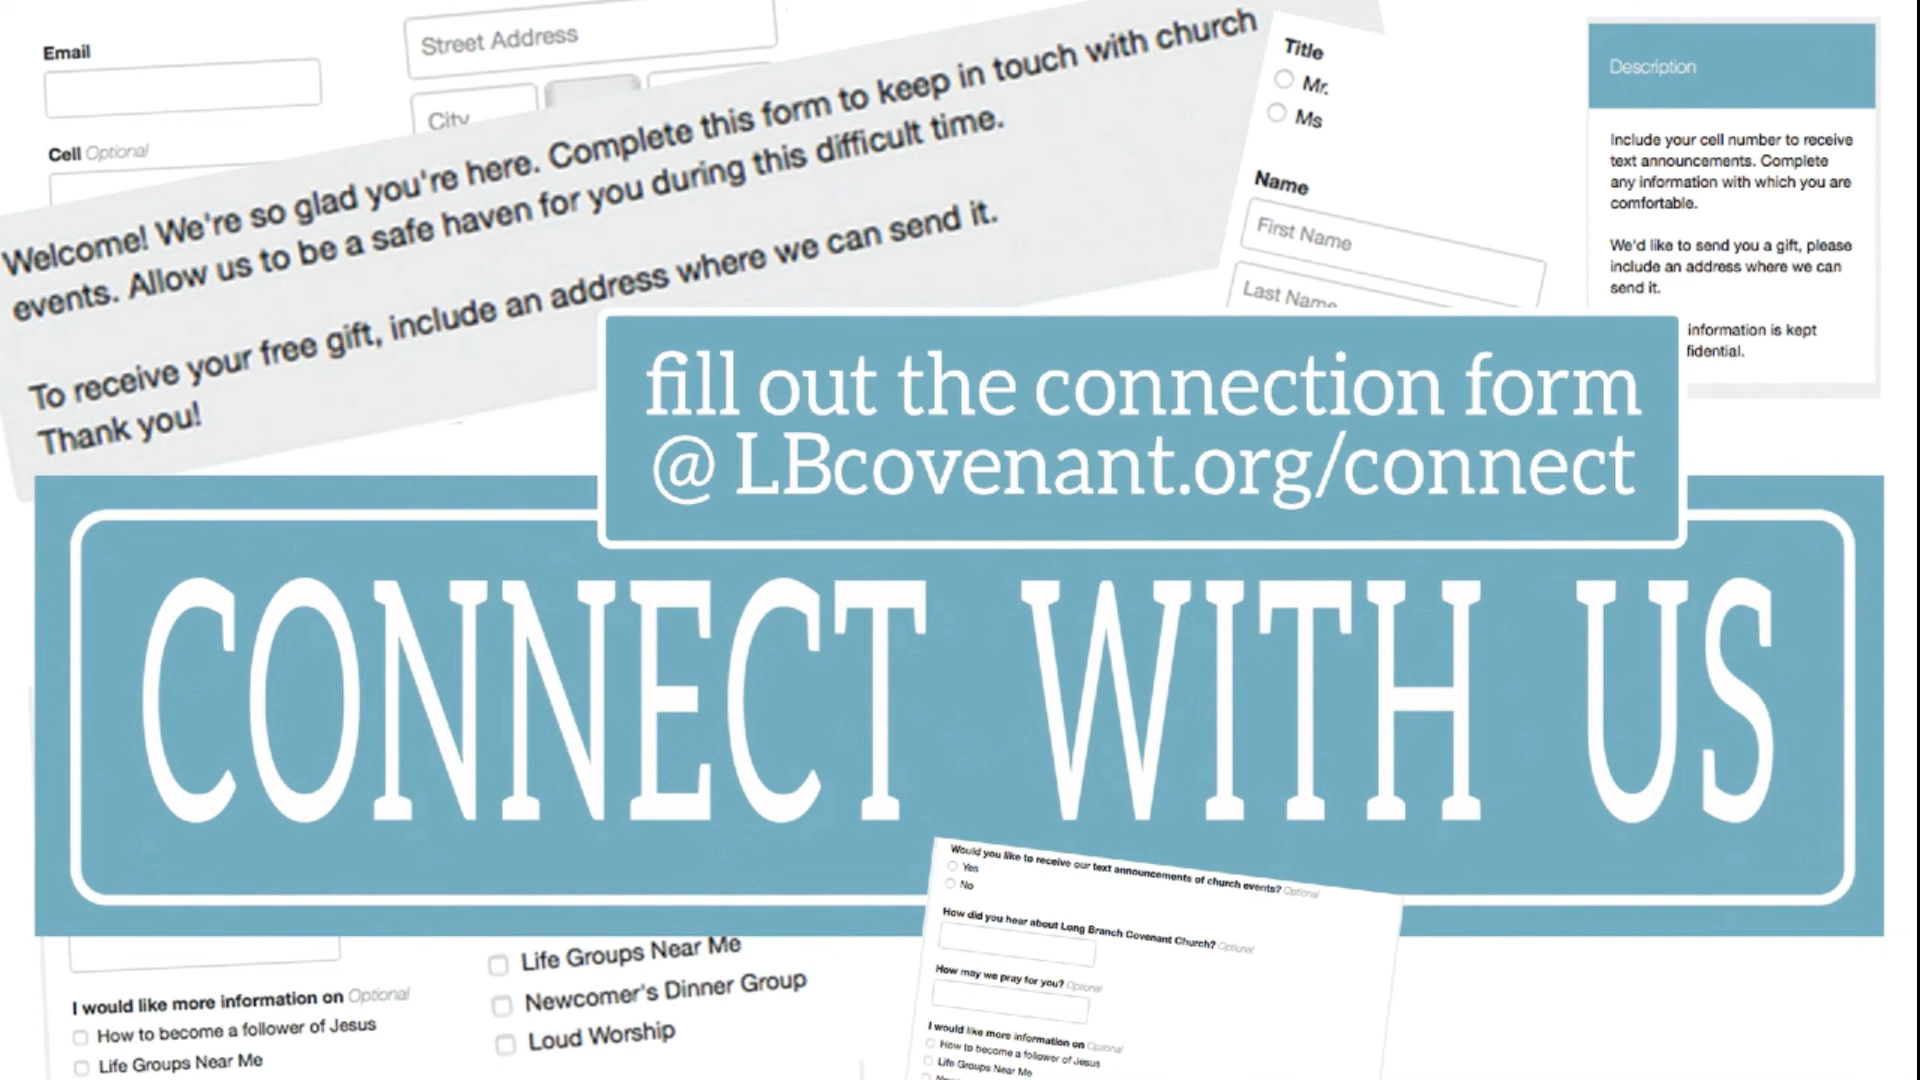 Email
Street Address
City
Cell Optional
Welcome! We're so glad you're here. Complete this form to keep in touch with church
events. Allow us to be a safe haven for you during this difficult time.
To receive your free gift, include an address where we can send it.
Thank you!
Title
Mr.
Ms
Name
First Name
Last Name
Description
Include your cell number to receive
text announcements. Complete
any information with which you are
comfortable.
We'd like to send you a gift, please
include an address where we can
send it.
information is kept
fidential.
fill out the connection form
@ LBcovenant.org/connect
CONNECT WITH US
I would like more information on Optional
How to become a follower of Jesus
Life Groups Near Me
Life Groups Near Me
Newcomer's Dinner Group
Loud Worship
Would you like to receive our text announcements of church events? Optional
Yes
No
How did you hear about Long Branch Covenant Church? Optional
How may we pray for you? Optional
I would like more information on Optional
How to become a follower of Jesus
Life Groups Near Me